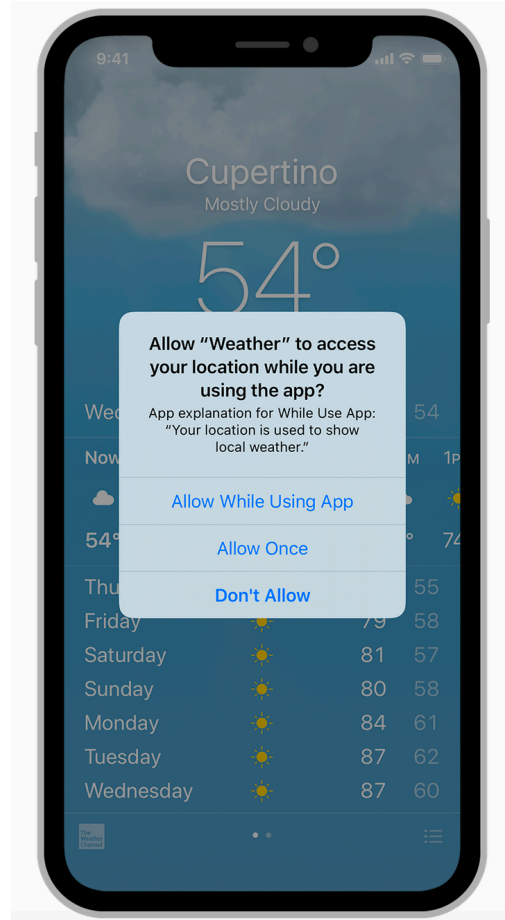 9:41
Cupertino
Mostly Cloudy
54°
Allow “Weather” to access
your location while you are
using the app?
App explanation for While Use App:
“Your location is used to show
local weather.”
Allow While Using App
Allow Once
Don't Allow
54
Now
1P
54°
74
55
Friday 79 58
Saturday 81 57
Sunday 80 58
Monday 84 61
Tuesday 87 62
Wednesday 87 60
The
Weather
Channel